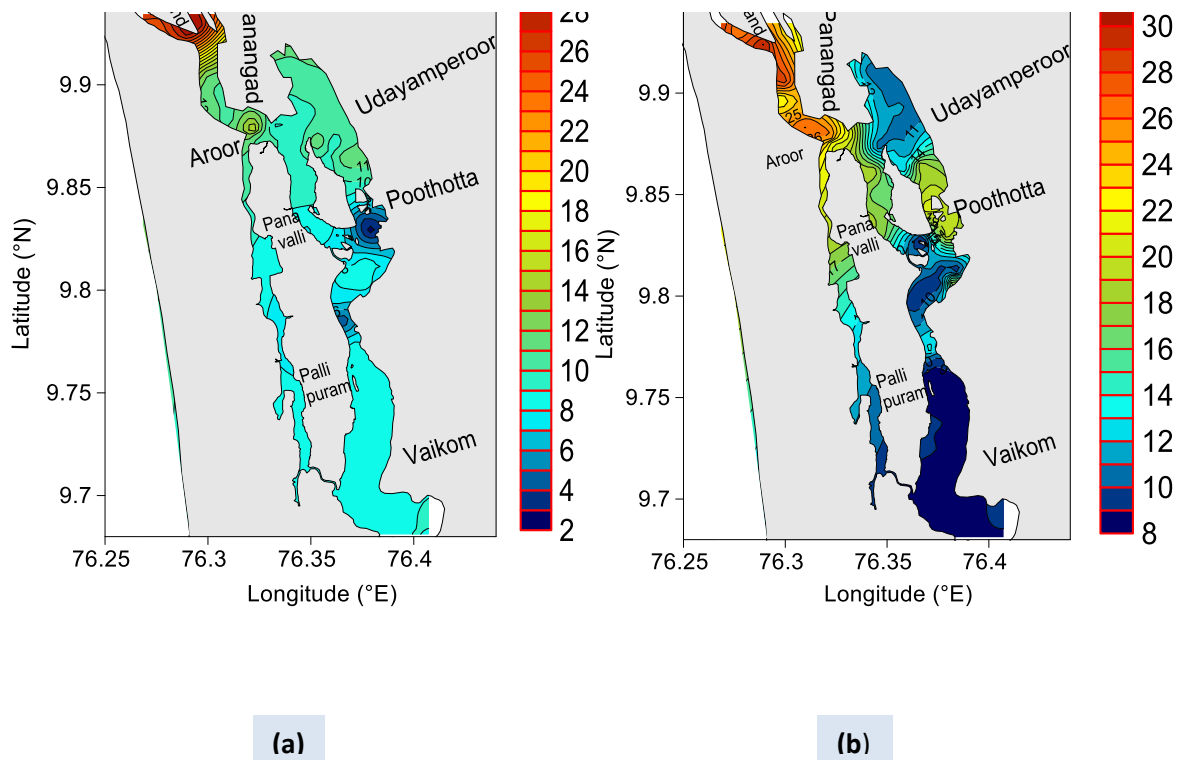 and
anangad
Udayamperoor
Aroor
11
10
Poothotta
Pana
valli
Palli
puram
Vaikom
9.9
9.85
9.8
9.75
9.7
Latitude (°N)
76.25
76.3
76.35
76.4
Longitude (°E)
28
26
24
22
20
18
16
14
12
10
8
6
4
2
(a)
and
Panangad
Udayamperoor
25
11
Aroor
Poothotta
Pana
valli
10
Palli
puram
Vaikom
9.9
9.85
9.8
9.75
9.7
Latitude (°N)
76.25
76.3
76.35
76.4
Longitude (°E)
30
28
26
24
22
20
18
16
14
12
10
8
(b)